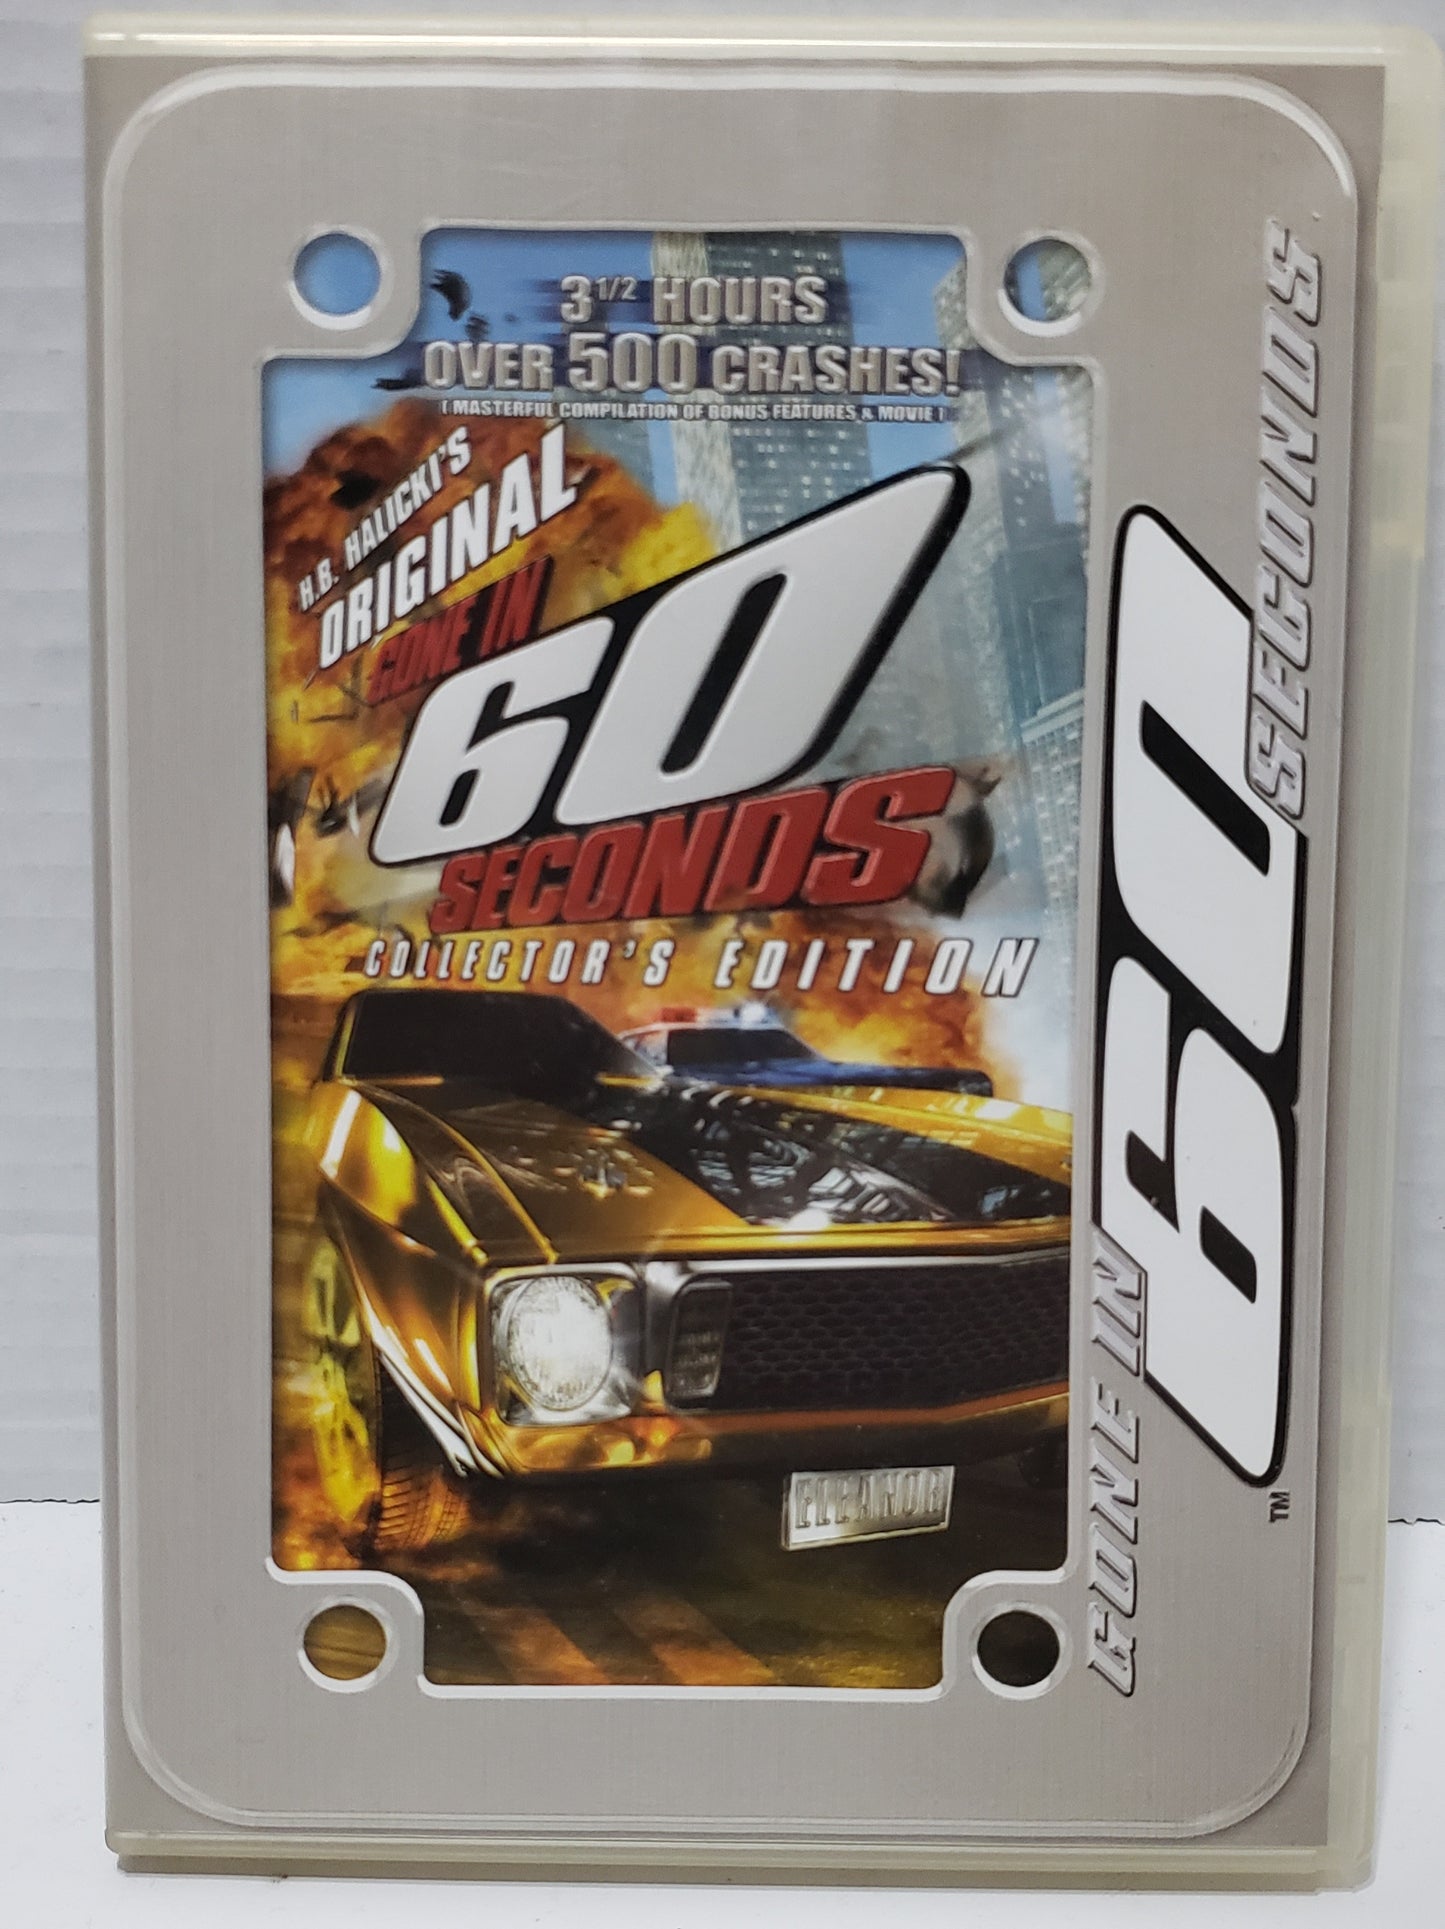 3 1/2 HOURS
OVER 500 CRASHES!
[ MASTERFUL COMPILATION OF BONUS FEATURES & MOVIE ]
H.B. HALICKI'S
ORIGINAL
GONE IN
60
SECONDS
COLLECTOR'S EDITION
ELEANOR
GONE IN 60 SECONDS
TM